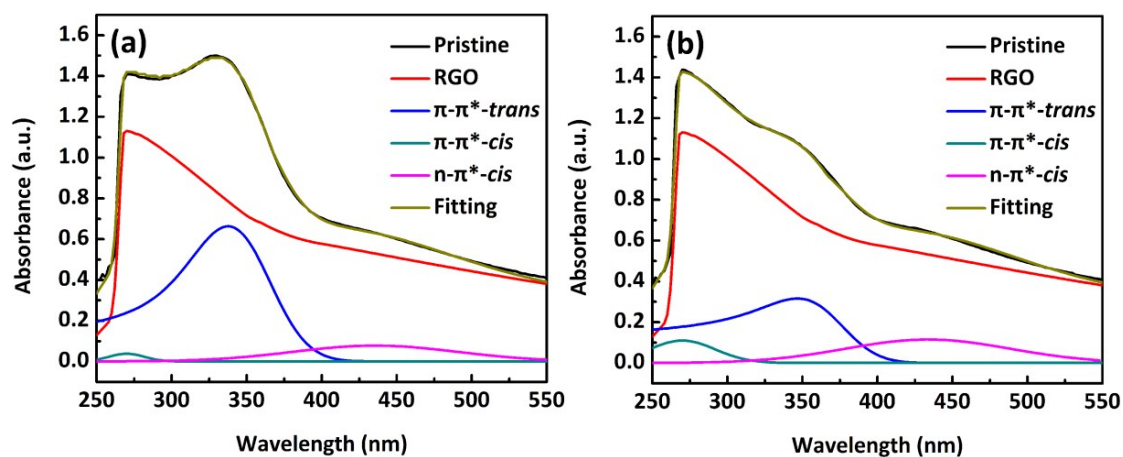 (a)
Pristine
RGO
π-π*-trans
π-π*-cis
n-π*-cis
Fitting
1.6
1.4
1.2
1.0
0.8
0.6
0.4
0.2
0.0
Absorbance (a.u.)
250 300 350 400 450 500 550
Wavelength (nm)
(b)
Pristine
RGO
π-π*-trans
π-π*-cis
n-π*-cis
Fitting
1.6
1.4
1.2
1.0
0.8
0.6
0.4
0.2
0.0
Absorbance (a.u.)
250 300 350 400 450 500 550
Wavelength (nm)